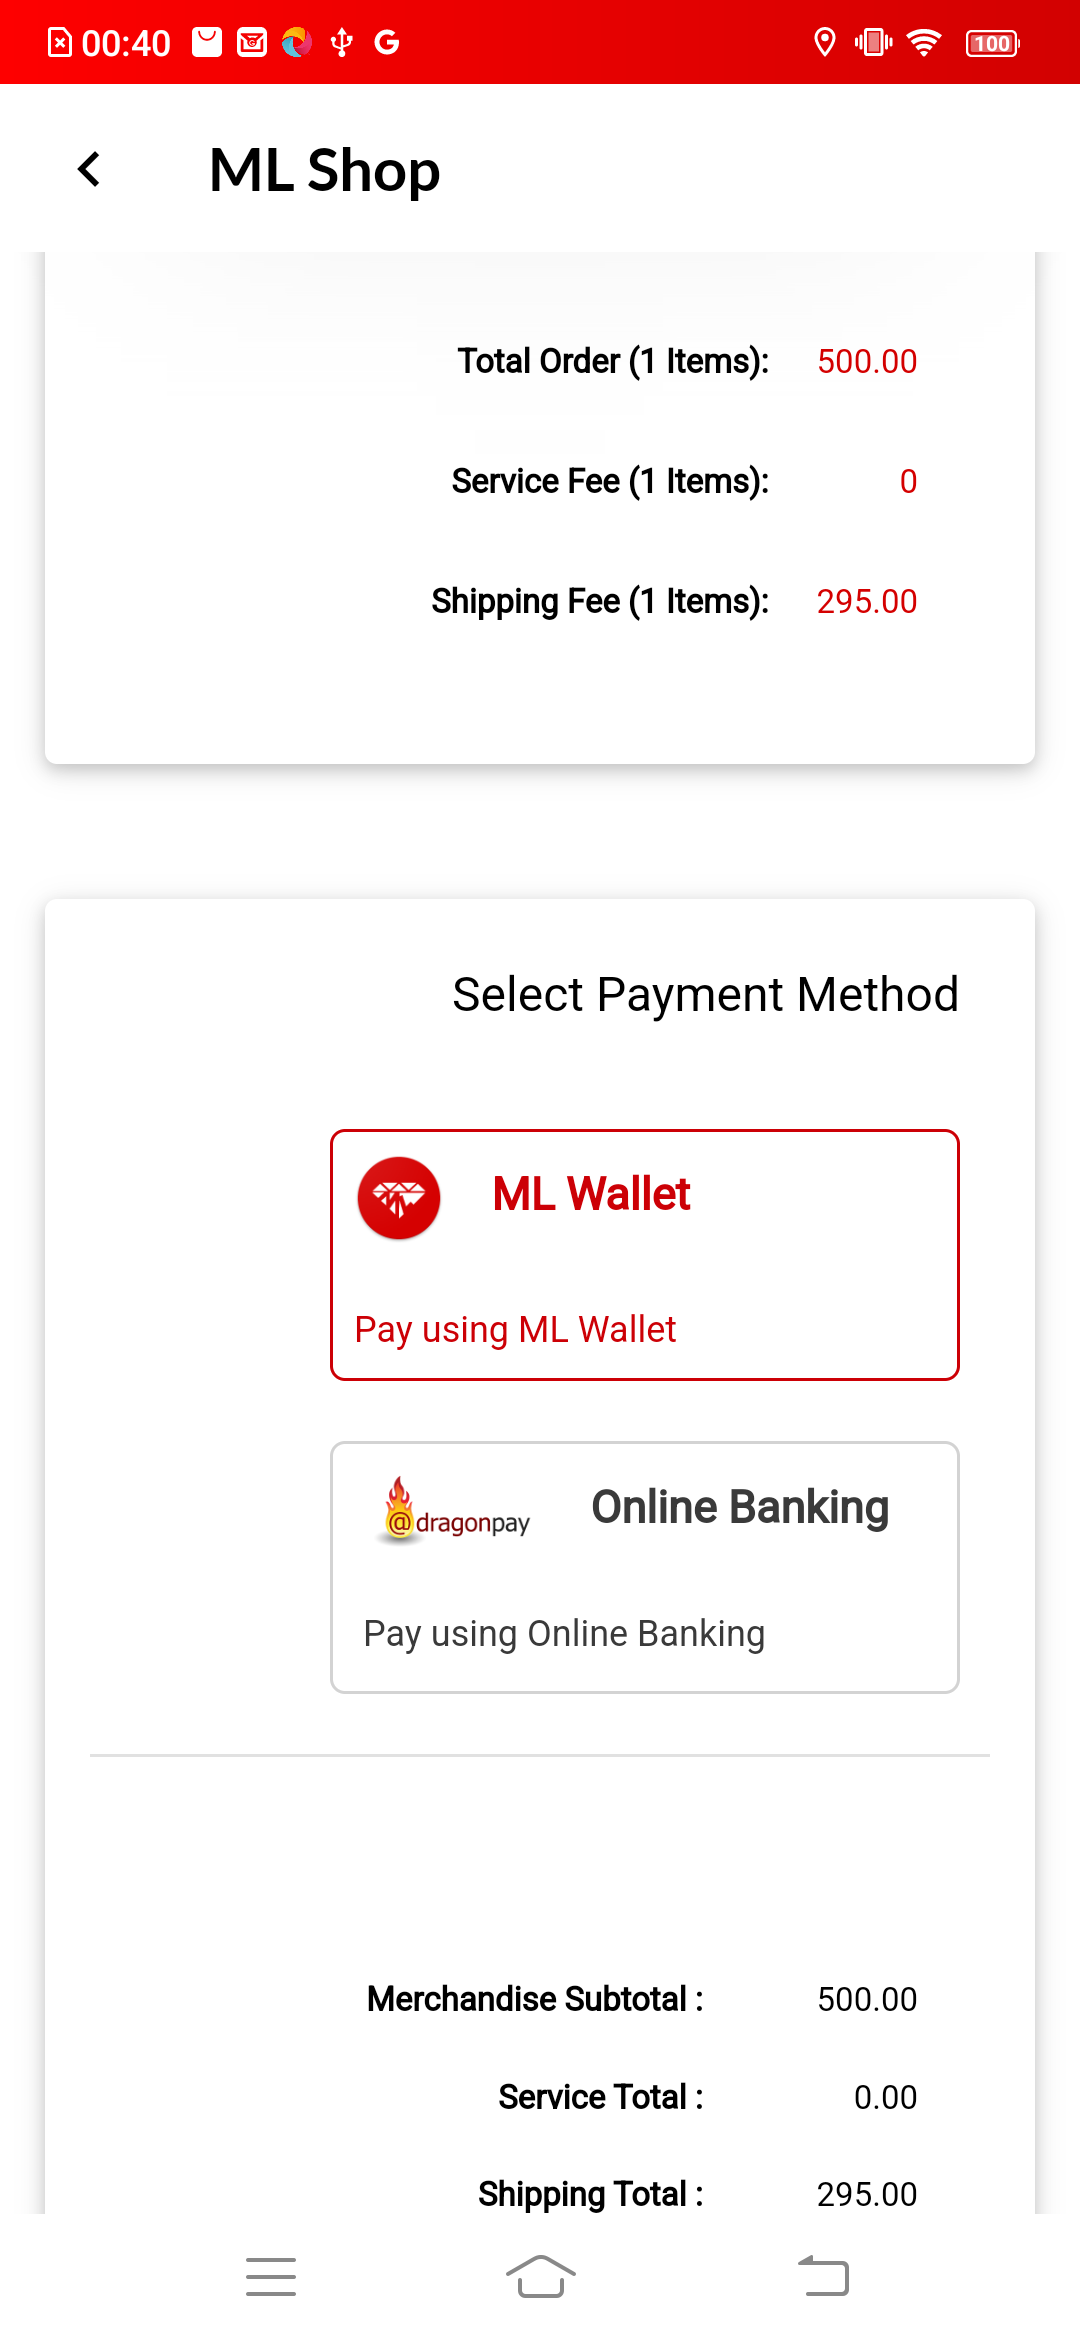 00:40
100
ML Shop
Total Order (1 Items): 500.00
Service Fee (1 Items): 0
Shipping Fee (1 Items): 295.00
Select Payment Method
ML Wallet
Pay using ML Wallet
@dragonpay
Online Banking
Pay using Online Banking
Merchandise Subtotal : 500.00
Service Total : 0.00
Shipping Total : 295.00